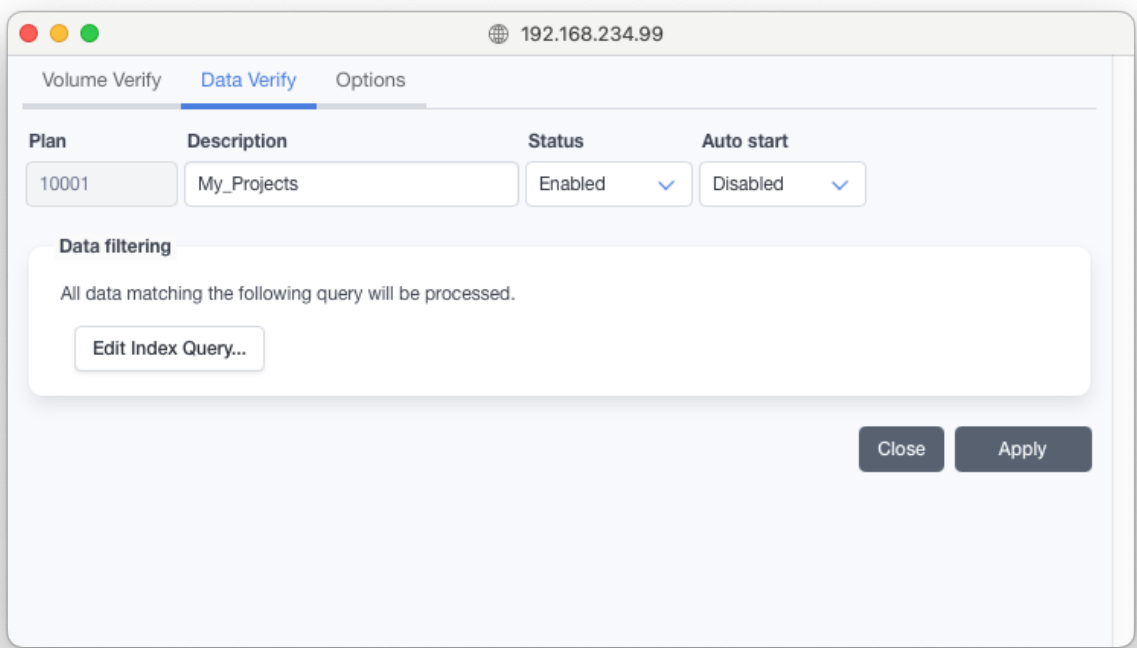 192.168.234.99
Volume Verify Data Verify Options
Plan Description Status Auto start
10001 My_Projects Enabled Disabled
Data filtering
All data matching the following query will be processed.
Edit Index Query...
Close Apply